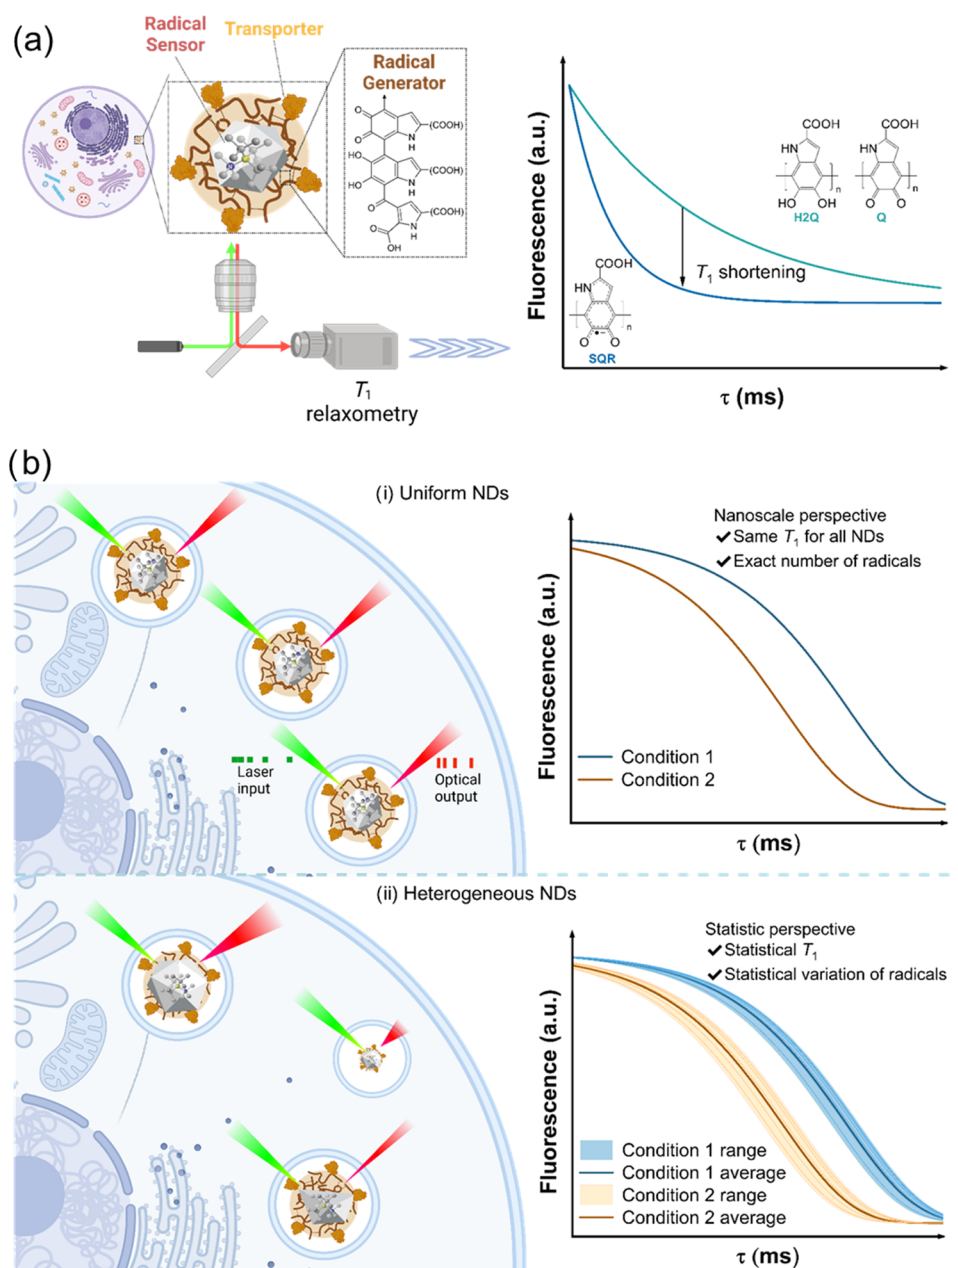 (a)
Radical
Sensor
Transporter
Radical
Generator
O
O
O
(COOH)
N
H
HO
HO
(COOH)
N
H
O
(COOH)
N
H
O
OH
T1
relaxometry
Fluorescence (a.u.)
COOH
HN
n
HO OH
H2Q
COOH
HN
n
O O
Q
T1 shortening
COOH
HN
n
O O
SQR
τ (ms)
(b)
(i) Uniform NDs
Laser
input
Optical
output
Fluorescence (a.u.)
Nanoscale perspective
✓ Same T1 for all NDs
✓ Exact number of radicals
Condition 1
Condition 2
τ (ms)
(ii) Heterogeneous NDs
Fluorescence (a.u.)
Statistic perspective
✓ Statistical T1
✓ Statistical variation of radicals
Condition 1 range
Condition 1 average
Condition 2 range
Condition 2 average
τ (ms)